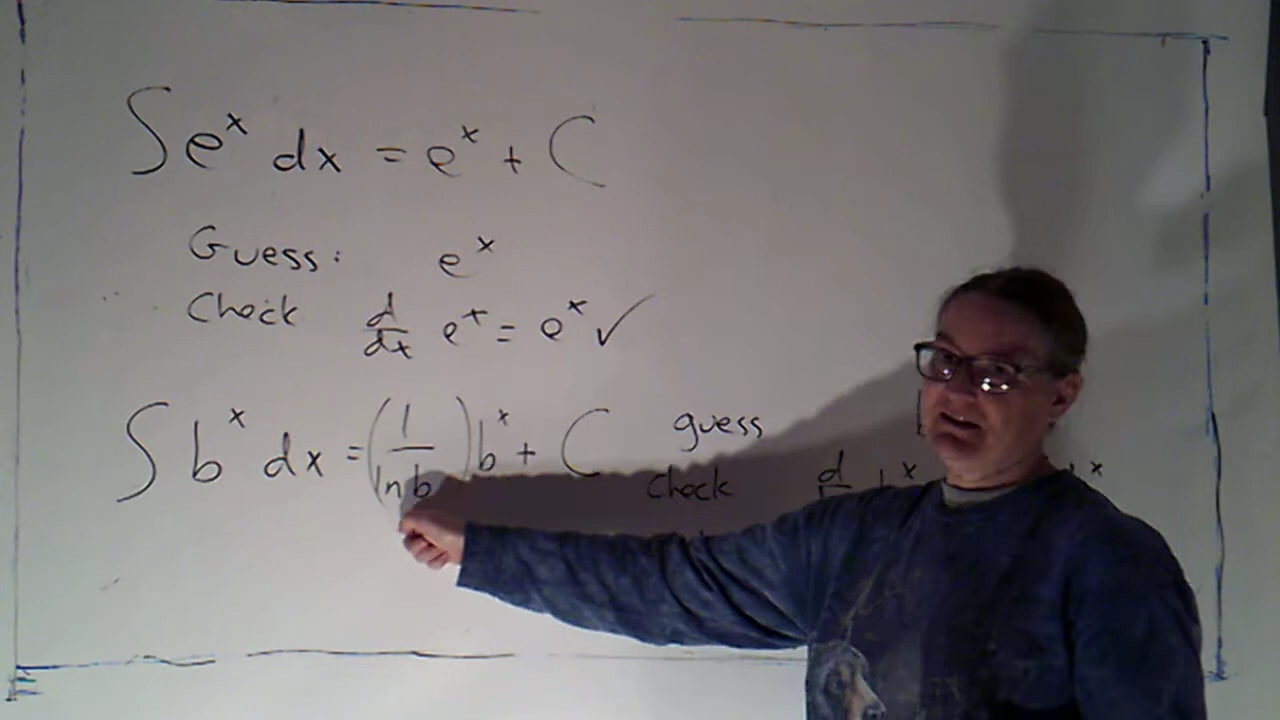 ∫ e^x dx = e^x + C
Guess: e^x
Check d/dx e^x = e^x ✓
∫ b^x dx = (1/ln b) b^x + C guess
Check